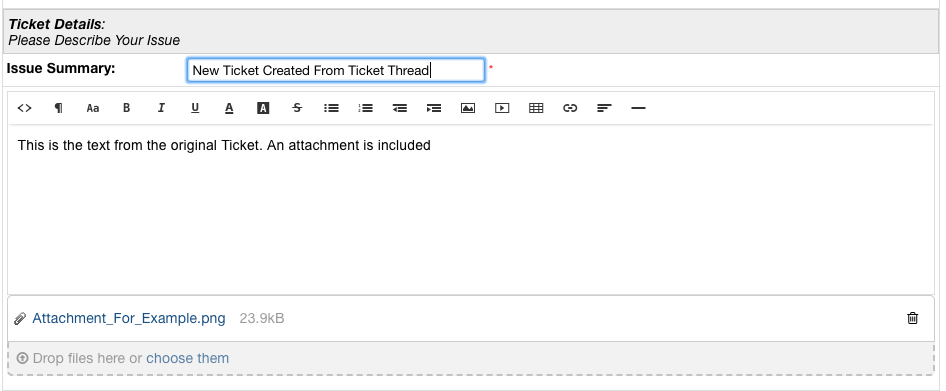 Ticket Details:
Please Describe Your Issue
Issue Summary: New Ticket Created From Ticket Thread *
<> ¶ Aa B I U A A S
This is the text from the original Ticket. An attachment is included
Attachment_For_Example.png 23.9kB
Drop files here or choose them